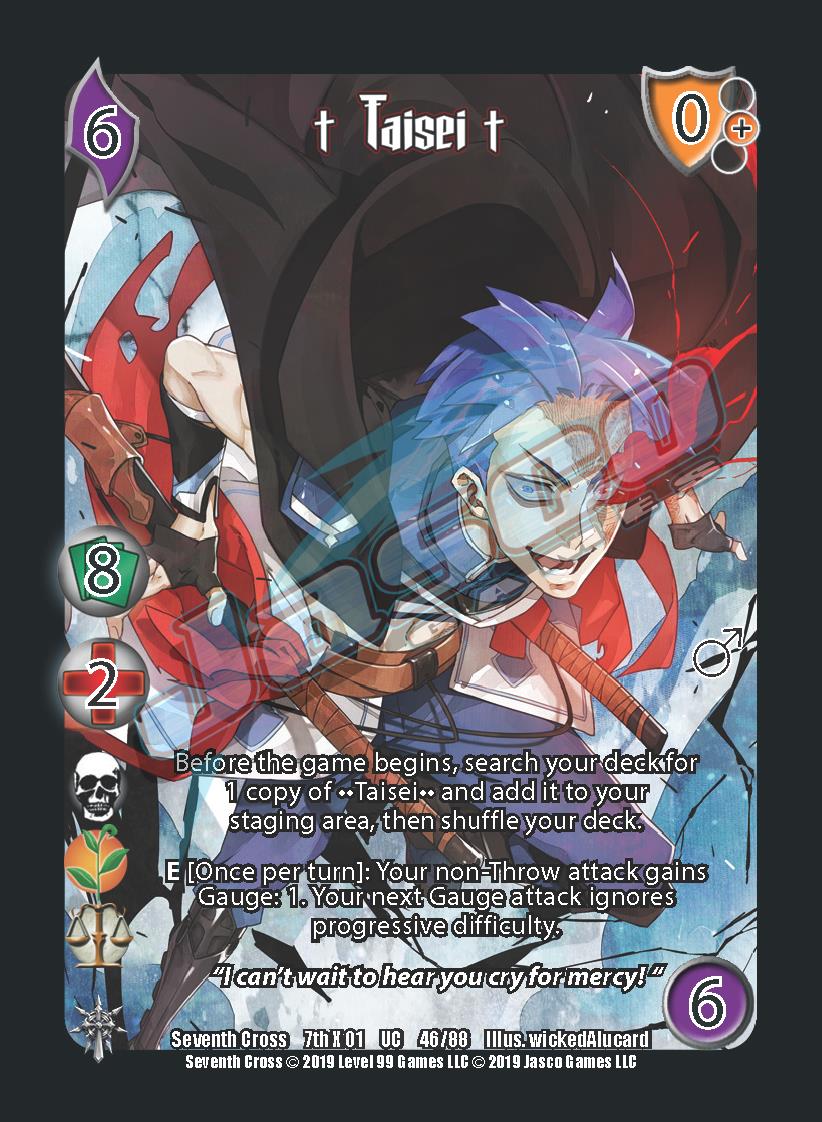 6
† Taisei †
0
+
8
2
Before the game begins, search your deck for
1 copy of ••Taisei•• and add it to your
staging area, then shuffle your deck.
E [Once per turn]: Your non-Throw attack gains
Gauge: 1. Your next Gauge attack ignores
progressive difficulty.
“I can’t wait to hear you cry for mercy! ”
6
Seventh Cross 7th X 01 UC 46/88 Illus. wickedAlucard
Seventh Cross © 2019 Level 99 Games LLC © 2019 Jasco Games LLC
Jasco